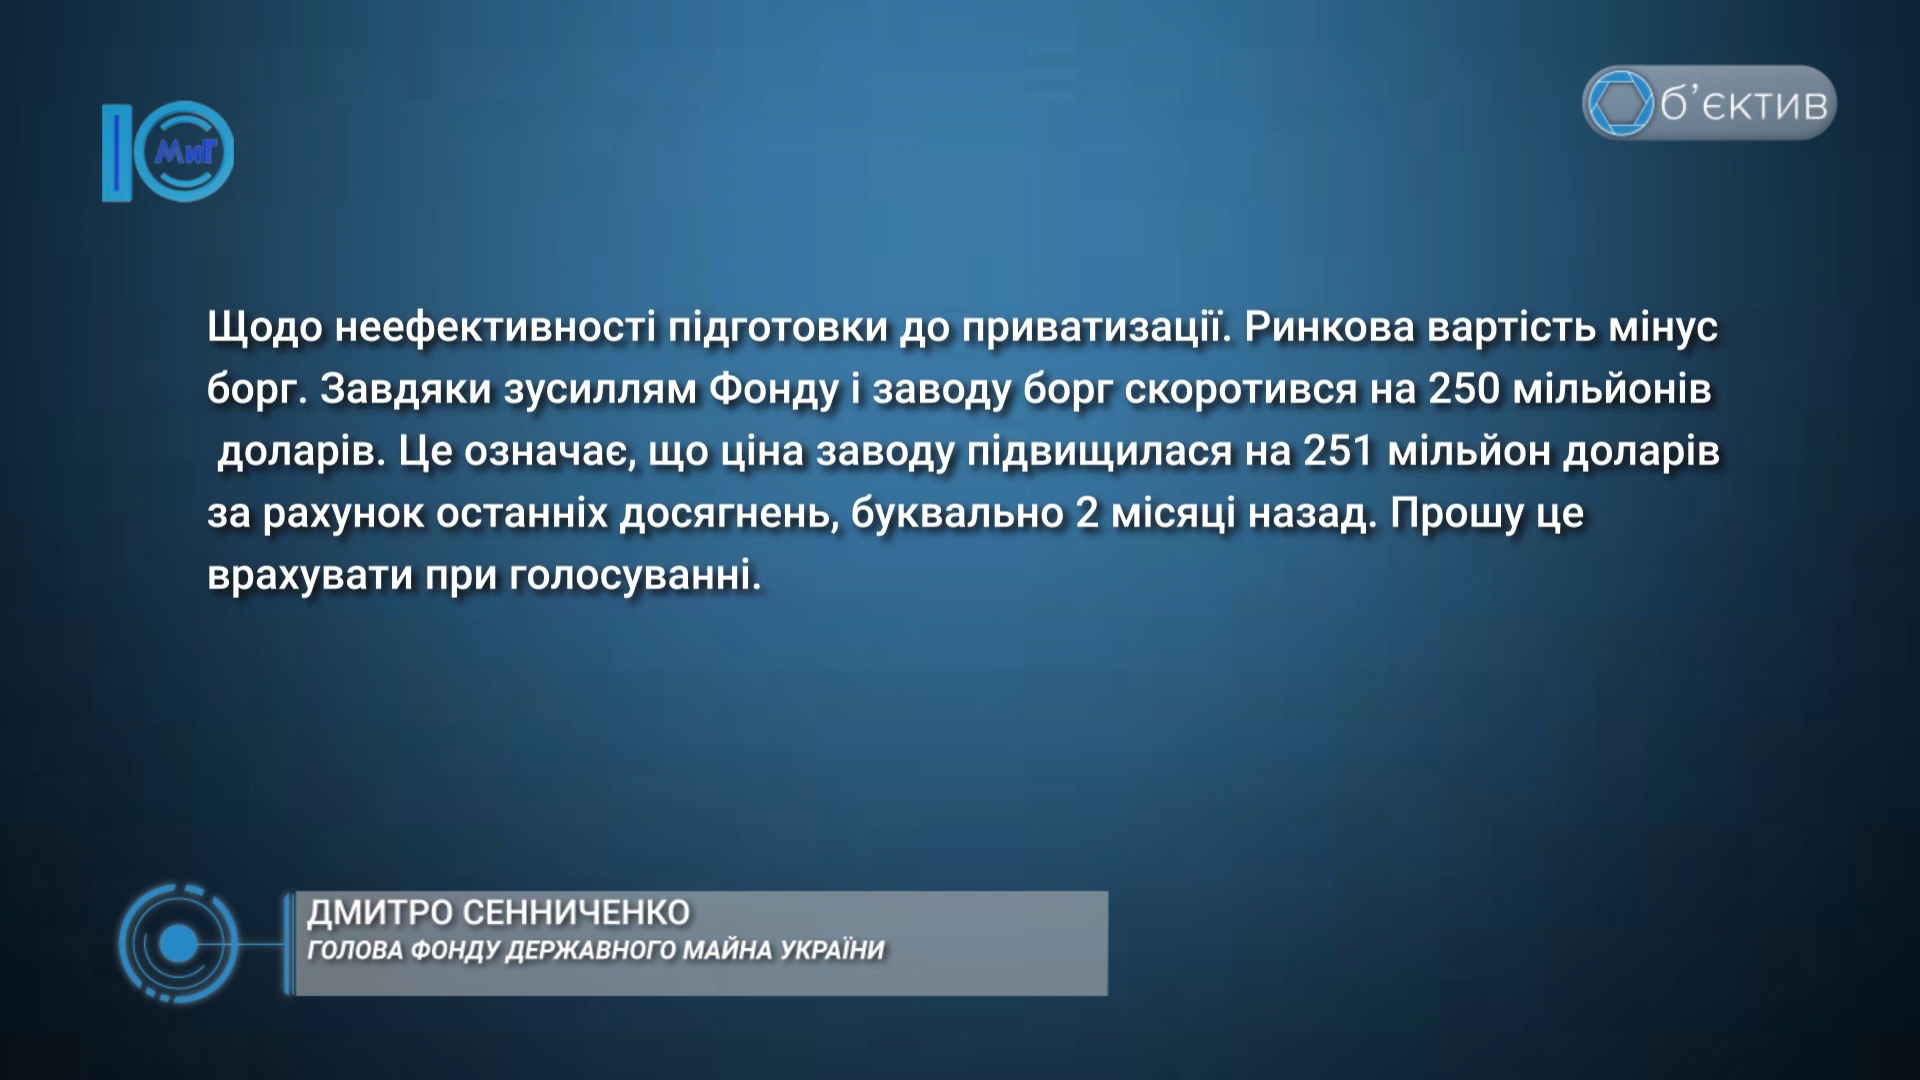 МиГ
б'єктив
Щодо неефективності підготовки до приватизації. Ринкова вартість мінус
борг. Завдяки зусиллям Фонду і заводу борг скоротився на 250 мільйонів
доларів. Це означає, що ціна заводу підвищилася на 251 мільйон доларів
за рахунок останніх досягнень, буквально 2 місяці назад. Прошу це
врахувати при голосуванні.
ДМИТРО СЕННИЧЕНКО
ГОЛОВА ФОНДУ ДЕРЖАВНОГО МАЙНА УКРАЇНИ